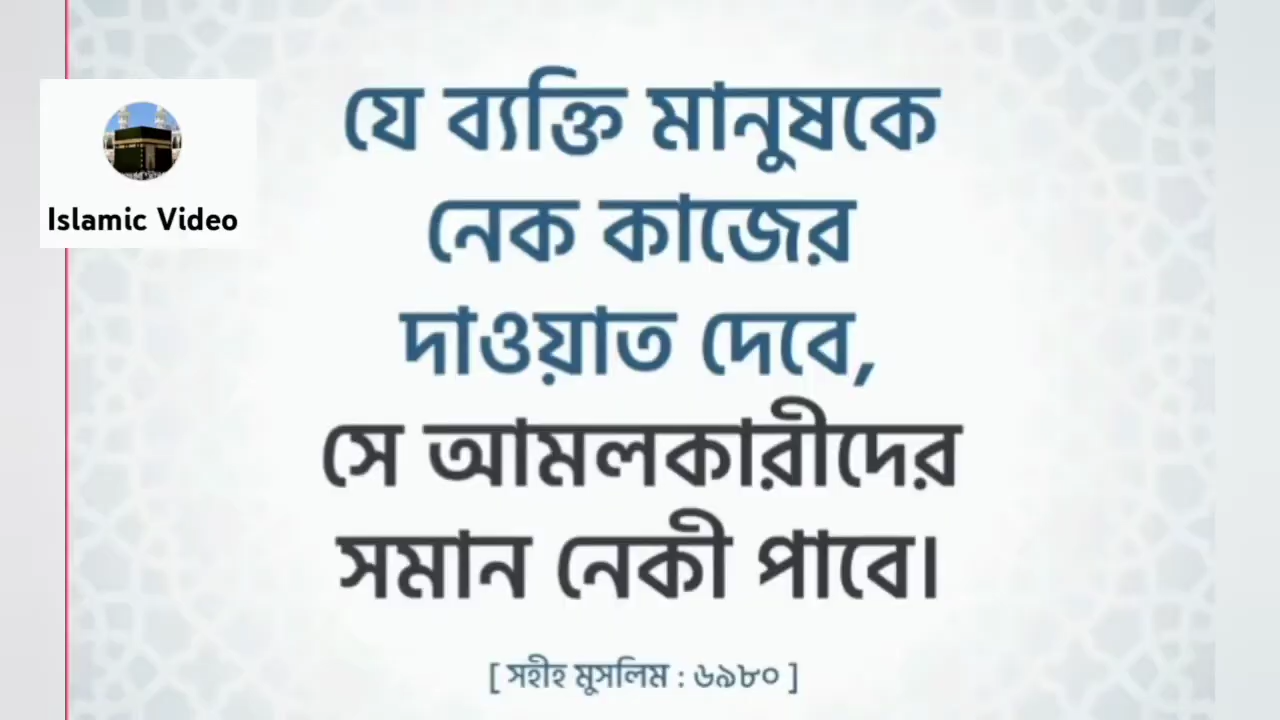 যে ব্যক্তি মানুষকে
নেক কাজের
দাওয়াত দেবে,
সে আমলকারীদের
সমান নেকী পাবে।
[ সহীহ মুসলিম : ৬৯৮০ ]
Islamic Video